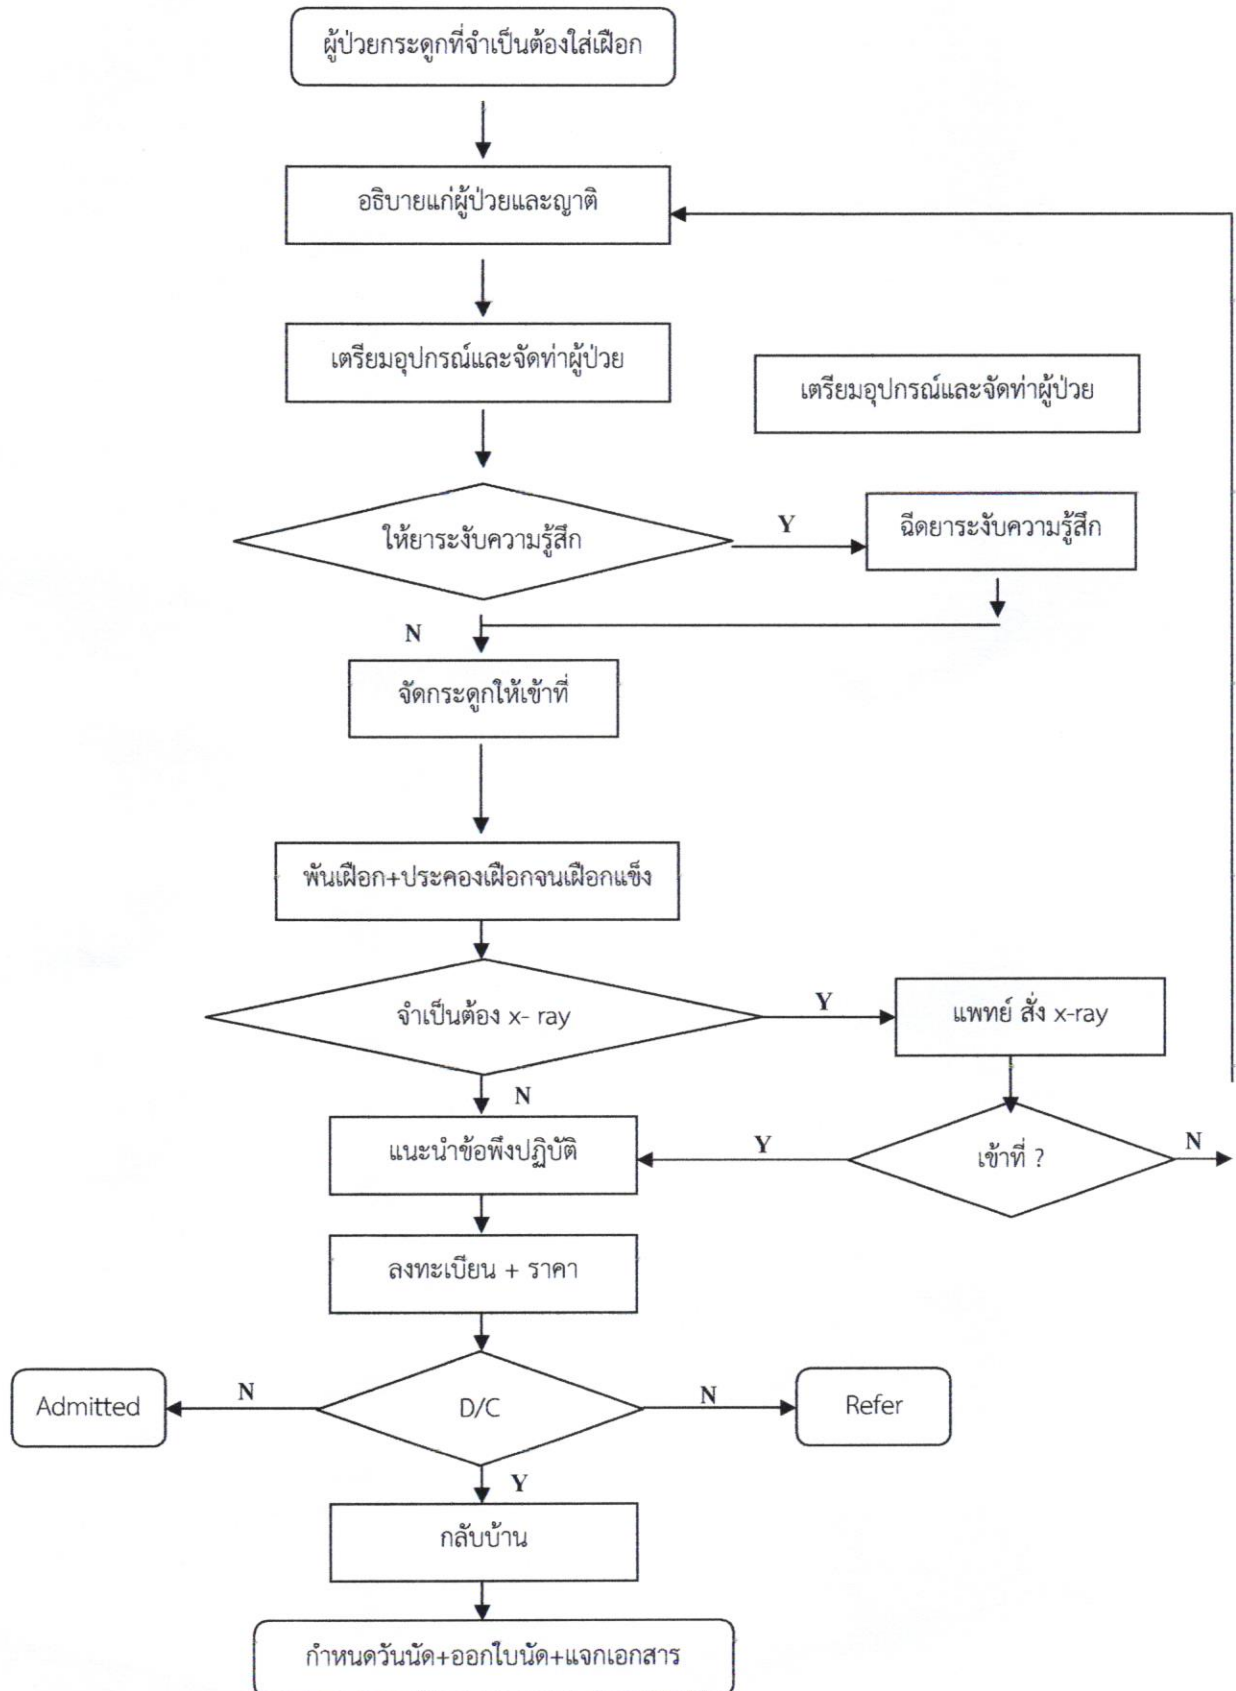 ผู้ป่วยกระดูกที่จำเป็นต้องใส่เฝือก
อธิบายแก่ผู้ป่วยและญาติ
เตรียมอุปกรณ์และจัดท่าผู้ป่วย
เตรียมอุปกรณ์และจัดท่าผู้ป่วย
ให้ยาระงับความรู้สึก
Y
ฉีดยาระงับความรู้สึก
N
จัดกระดูกให้เข้าที่
พันเฝือก+ประคองเฝือกจนเฝือกแข็ง
จำเป็นต้อง x- ray
Y
แพทย์ สั่ง x-ray
N
แนะนำข้อพึงปฏิบัติ
Y
เข้าที่ ?
N
ลงทะเบียน + ราคา
Admitted
N
D/C
N
Refer
Y
กลับบ้าน
กำหนดวันนัด+ออกใบนัด+แจกเอกสาร